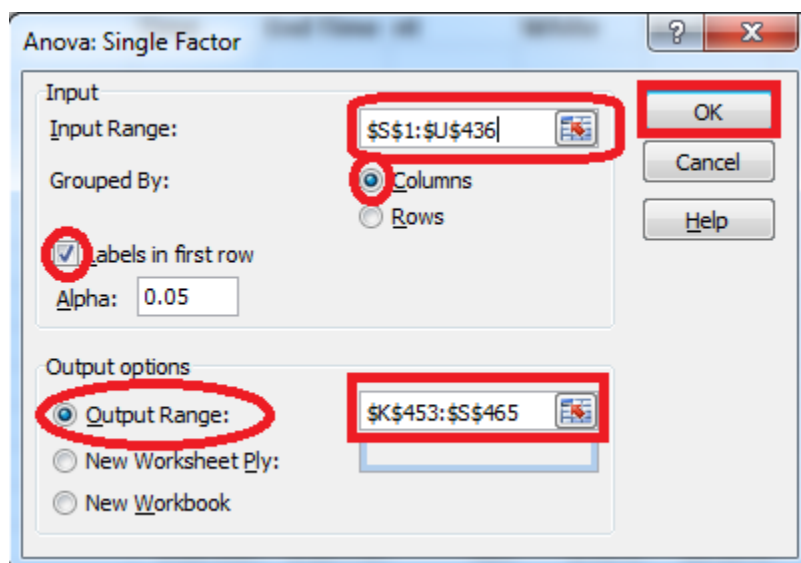 Anova: Single Factor
Input
Input Range:
$S$1:$U$436
OK
Grouped By:
Columns
Cancel
Rows
Help
Labels in first row
Alpha:
0.05
Output options
Output Range:
$K$453:$S$465
New Worksheet Ply:
New Workbook